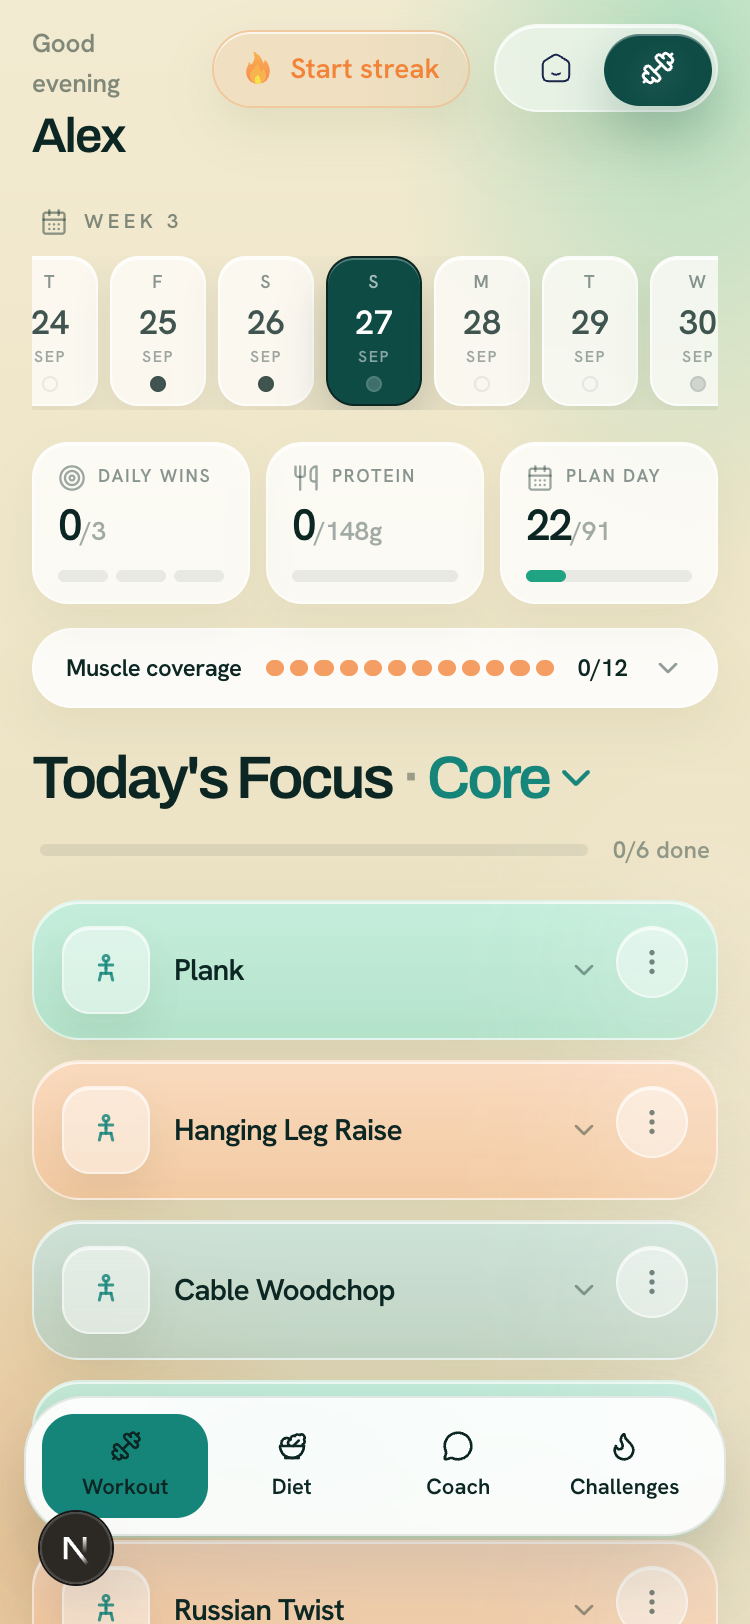 Good
evening
Alex
Start streak
WEEK 3
T F S S M T W
24 25 26 27 28 29 30
SEP SEP SEP SEP SEP SEP SEP
DAILY WINS PROTEIN PLAN DAY
0/3 0/148g 22/91
Muscle coverage 0/12
Today's Focus · Core
0/6 done
Plank
Hanging Leg Raise
Cable Woodchop
Workout Diet Coach Challenges
N
Russian Twist